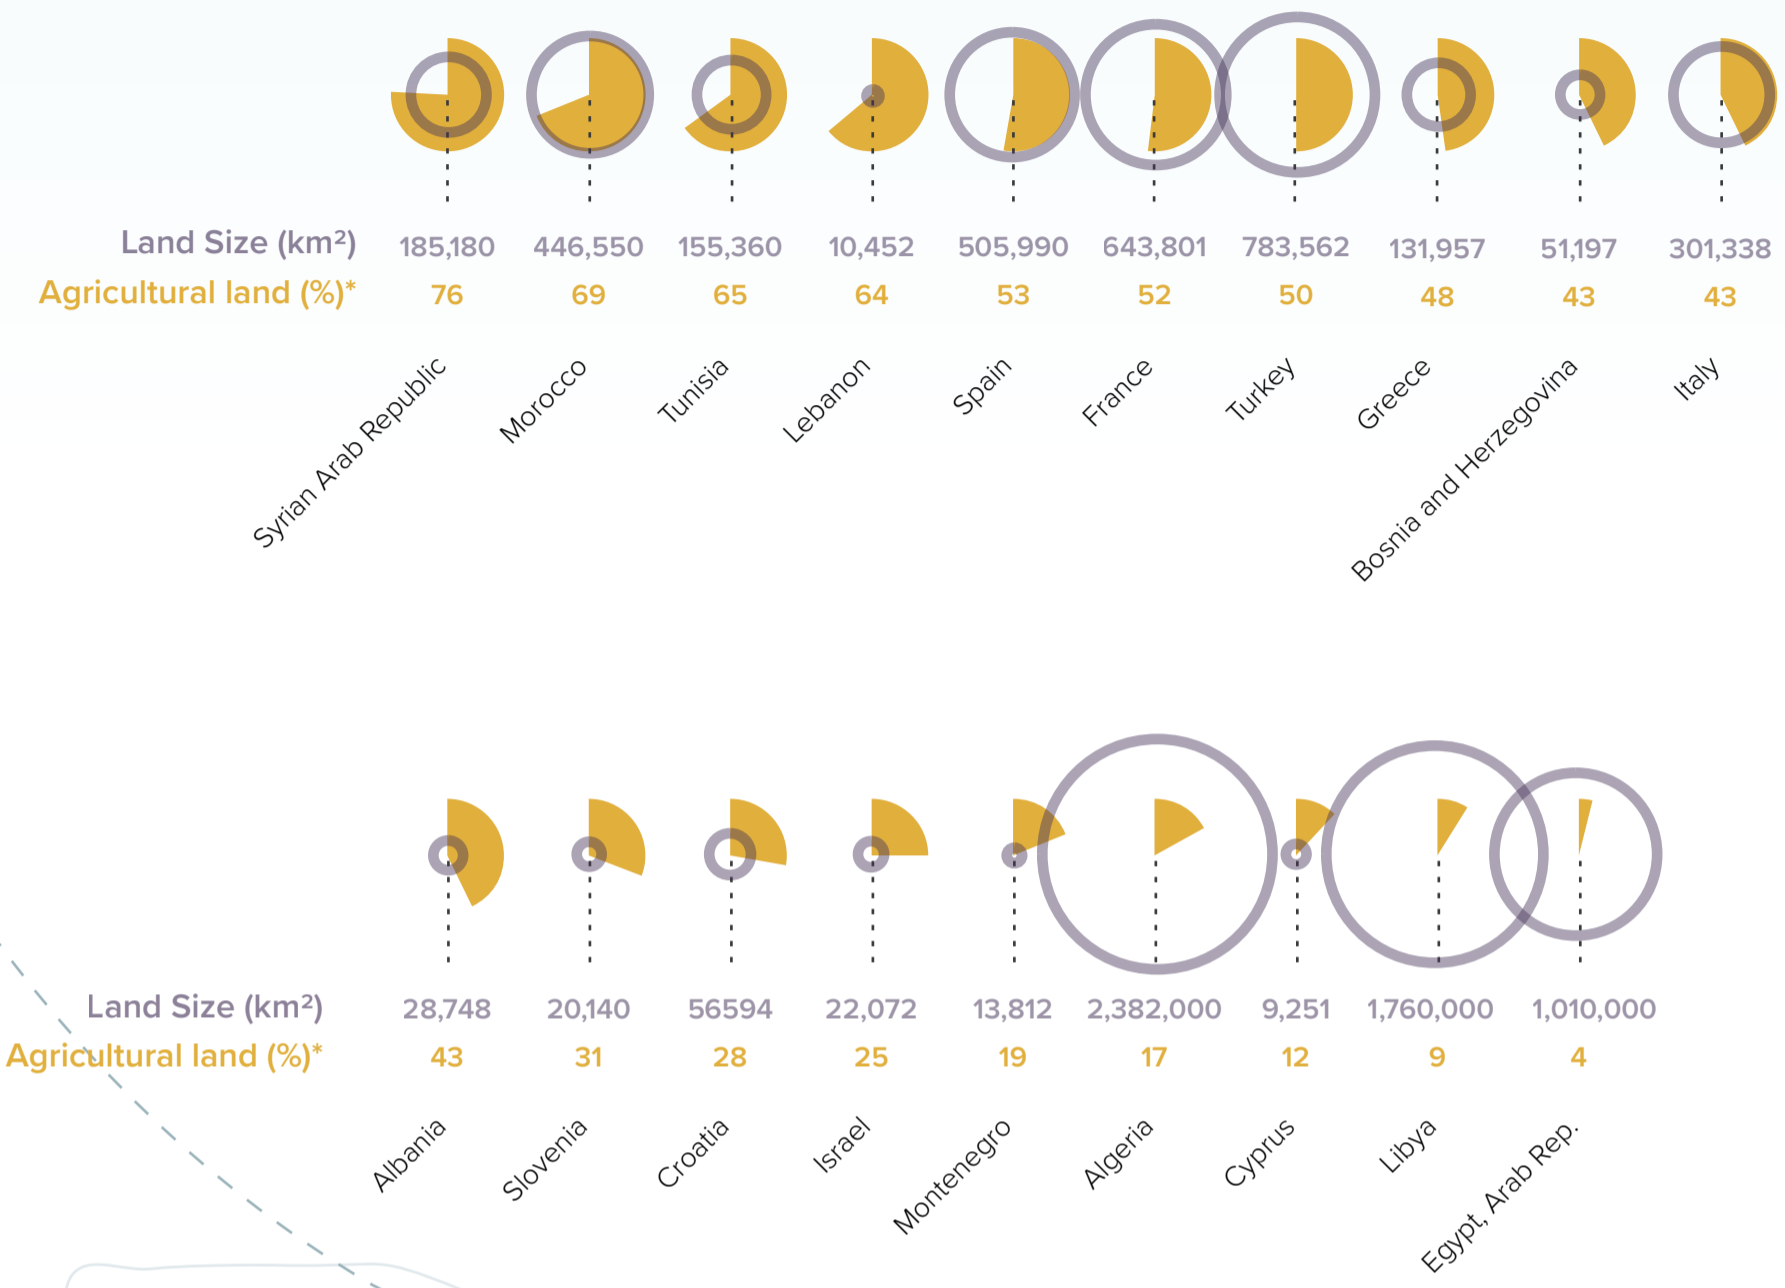 Land Size (km²) 185,180 446,550 155,360 10,452 505,990 643,801 783,562 131,957 51,197 301,338
Agricultural land (%)* 76 69 65 64 53 52 50 48 43 43
Syrian Arab Republic
Morocco
Tunisia
Lebanon
Spain
France
Turkey
Greece
Bosnia and Herzegovina
Italy
Land Size (km²) 28,748 20,140 56594 22,072 13,812 2,382,000 9,251 1,760,000 1,010,000
Agricultural land (%)* 43 31 28 25 19 17 12 9 4
Albania
Slovenia
Croatia
Israel
Montenegro
Algeria
Cyprus
Libya
Egypt, Arab Rep.